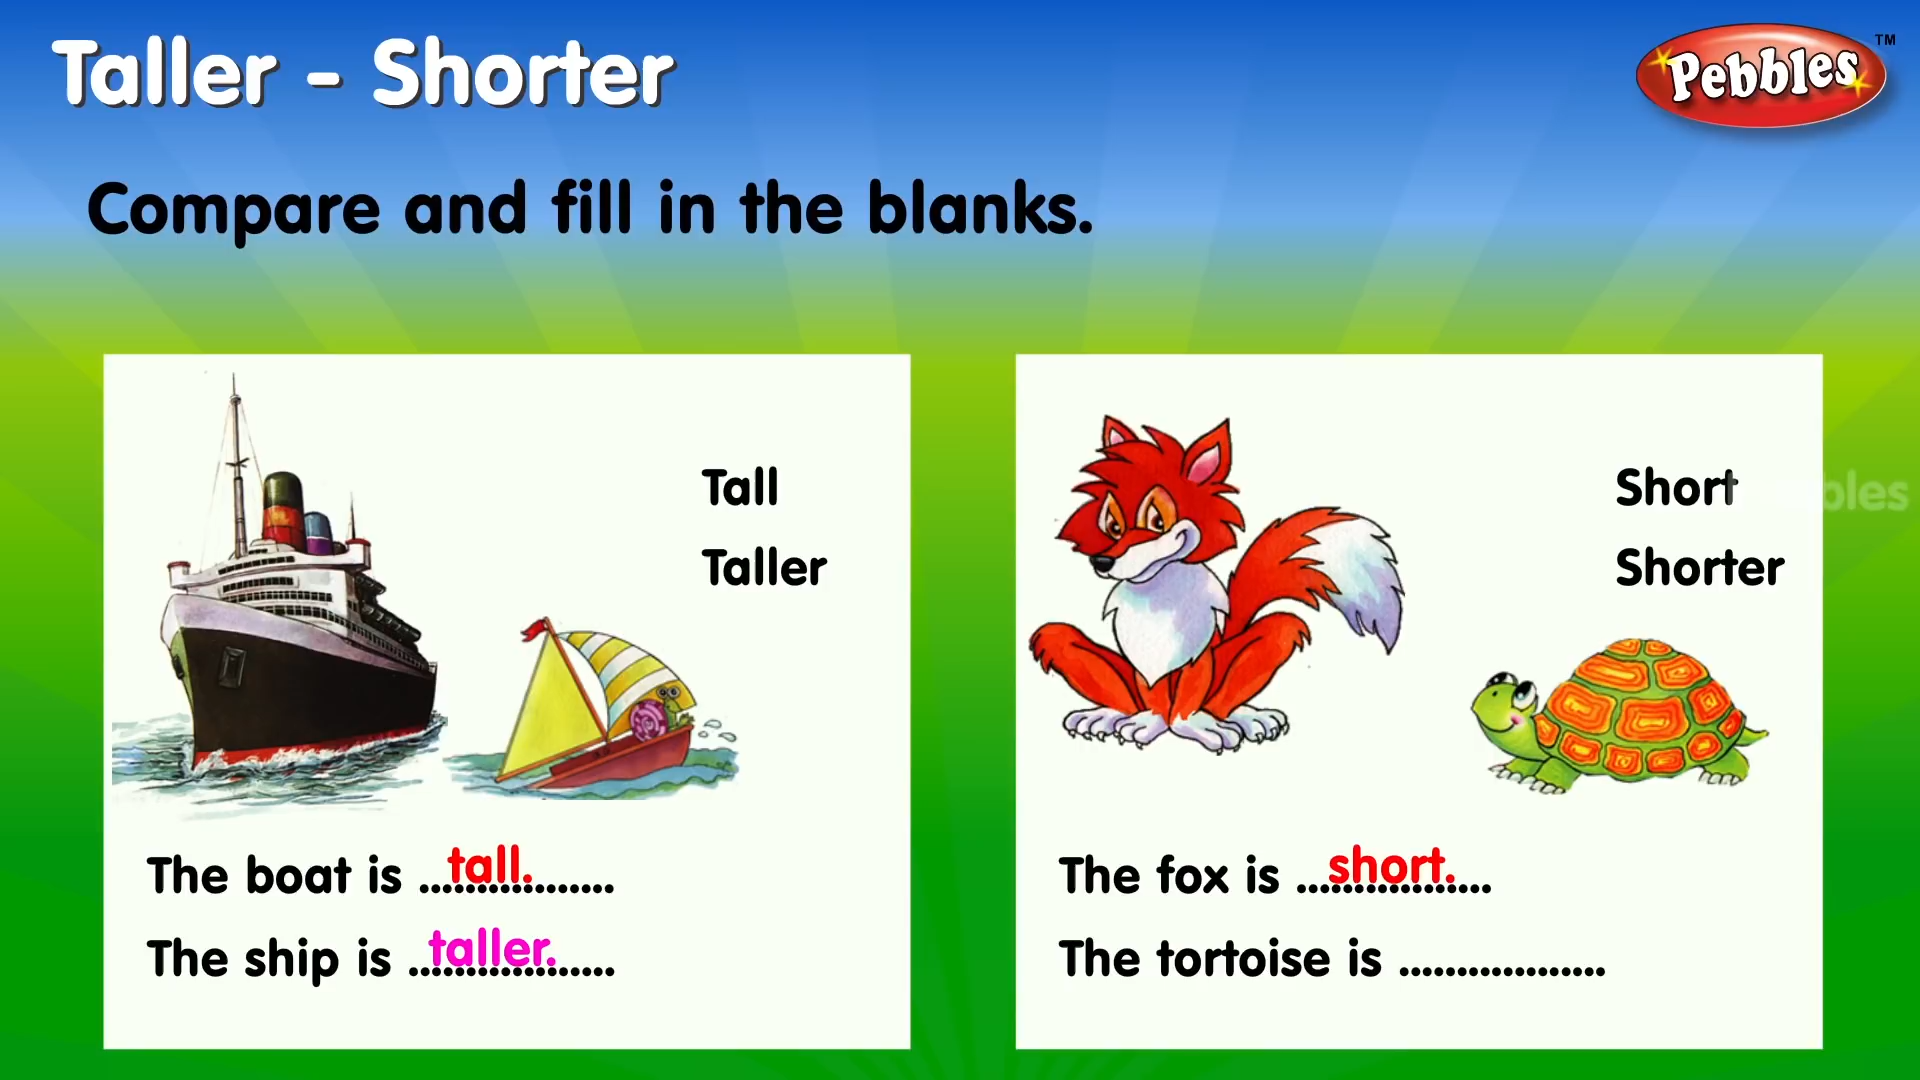 Taller - Shorter
Pebbles TM
Compare and fill in the blanks.
Tall
Taller
The boat is ................. tall.
The ship is .................. taller.
Short
Shorter
The fox is ................. short.
The tortoise is ..................